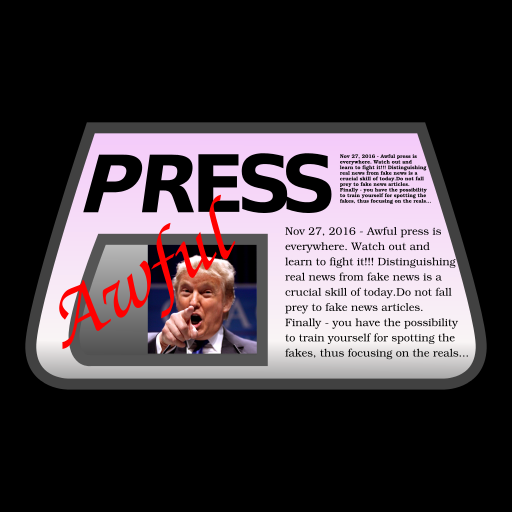 PRESS
Nov 27, 2016 - Awful press is
everywhere. Watch out and
learn to fight it!!! Distinguishing
real news from fake news is a
crucial skill of today.Do not fall
prey to fake news articles.
Finally - you have the possibility
to train yourself for spotting the
fakes, thus focusing on the reals...
Awful
Nov 27, 2016 - Awful press is
everywhere. Watch out and
learn to fight it!!! Distinguishing
real news from fake news is a
crucial skill of today.Do not fall
prey to fake news articles.
Finally - you have the possibility
to train yourself for spotting the
fakes, thus focusing on the reals...